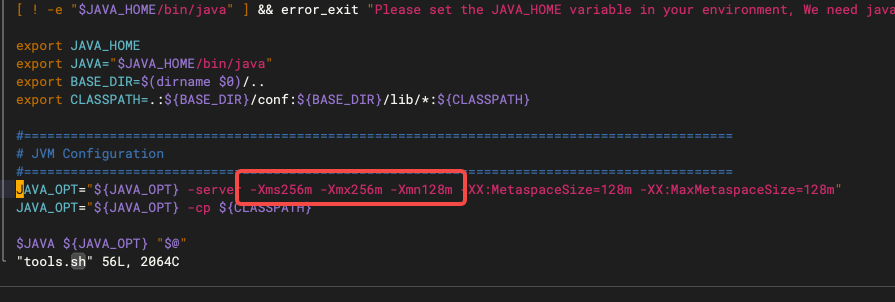 [ ! -e "$JAVA_HOME/bin/java" ] && error_exit "Please set the JAVA_HOME variable in your environment, We need java
export JAVA_HOME
export JAVA="$JAVA_HOME/bin/java"
export BASE_DIR=$(dirname $0)/..
export CLASSPATH=.:${BASE_DIR}/conf:${BASE_DIR}/lib/*:${CLASSPATH}
#===========================================================================================
# JVM Configuration
#===========================================================================================
JAVA_OPT="${JAVA_OPT} -server -Xms256m -Xmx256m -Xmn128m -XX:MetaspaceSize=128m -XX:MaxMetaspaceSize=128m"
JAVA_OPT="${JAVA_OPT} -cp ${CLASSPATH}
$JAVA ${JAVA_OPT} "$@"
"tools.sh" 56L, 2064C